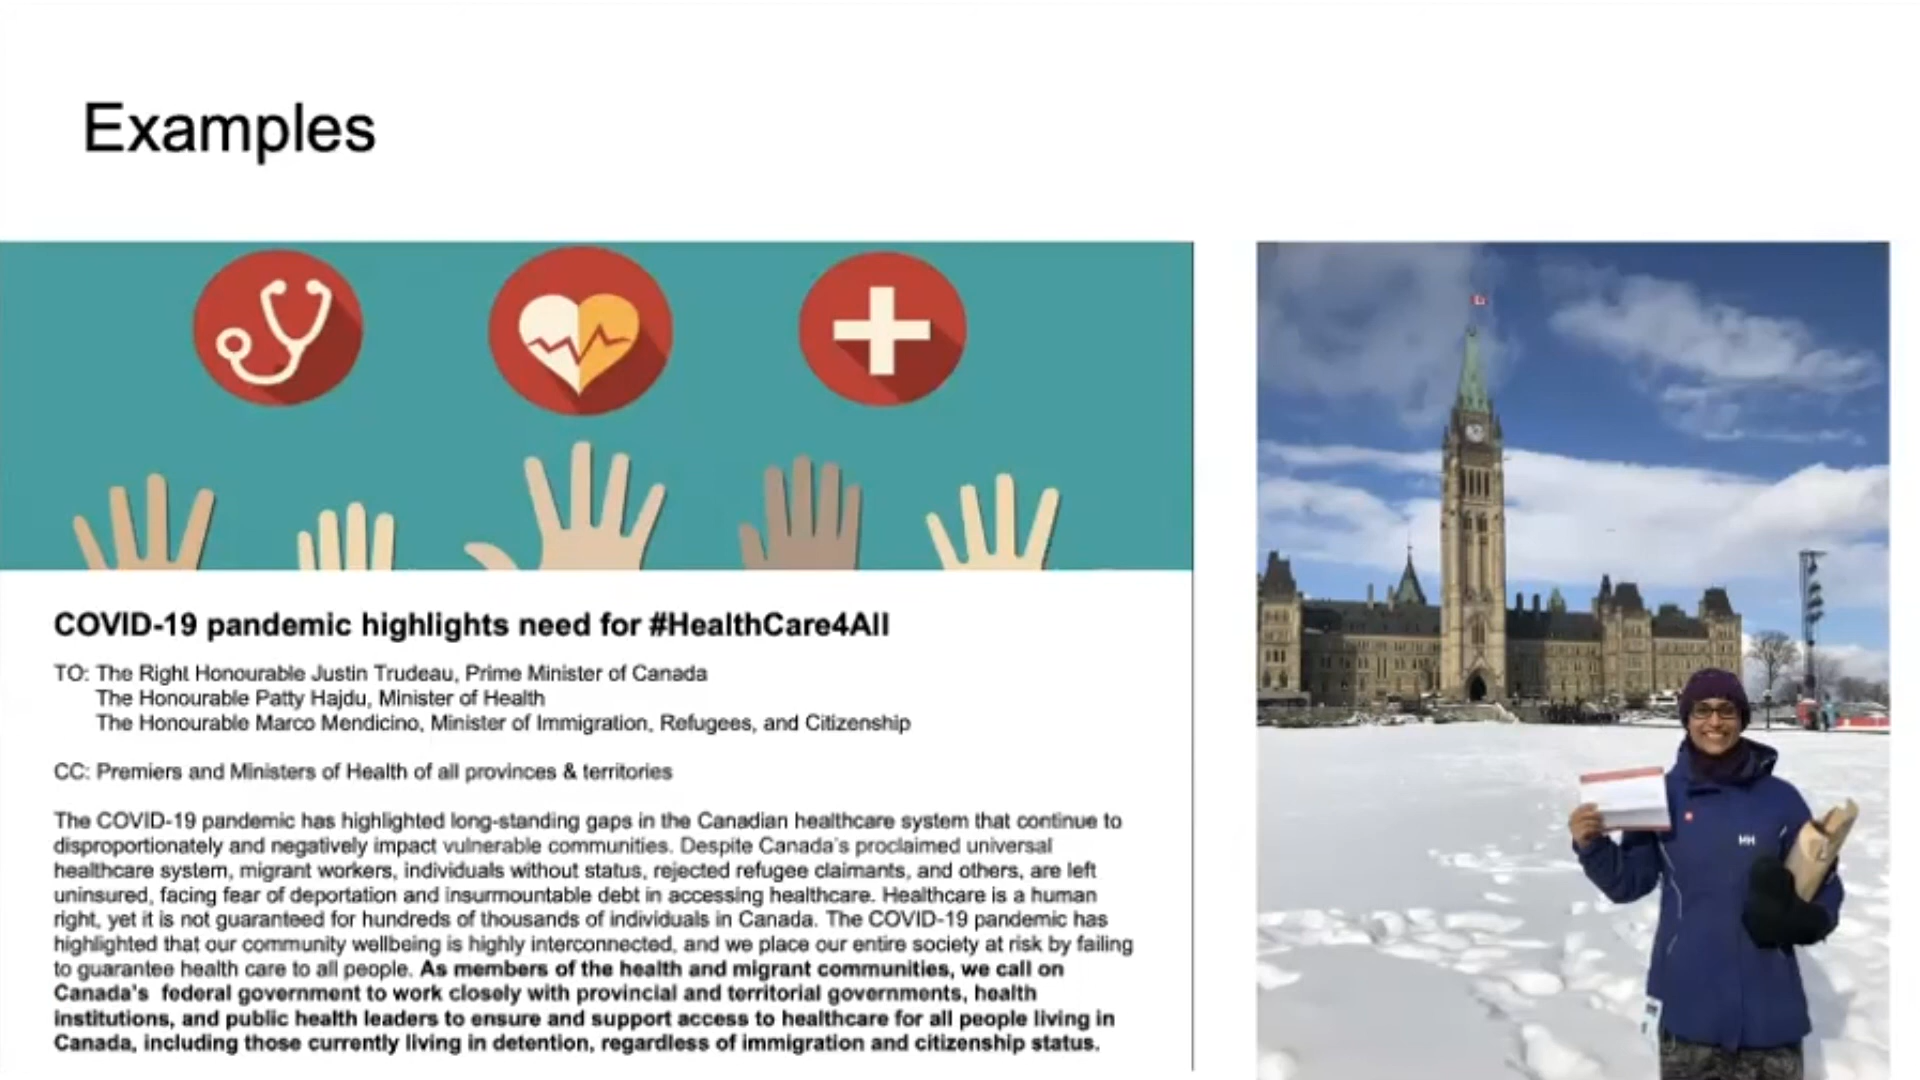 Examples
COVID-19 pandemic highlights need for #HealthCare4All
TO: The Right Honourable Justin Trudeau, Prime Minister of Canada
The Honourable Patty Hajdu, Minister of Health
The Honourable Marco Mendicino, Minister of Immigration, Refugees, and Citizenship
CC: Premiers and Ministers of Health of all provinces & territories
The COVID-19 pandemic has highlighted long-standing gaps in the Canadian healthcare system that continue to
disproportionately and negatively impact vulnerable communities. Despite Canada's proclaimed universal
healthcare system, migrant workers, individuals without status, rejected refugee claimants, and others, are left
uninsured, facing fear of deportation and insurmountable debt in accessing healthcare. Healthcare is a human
right, yet it is not guaranteed for hundreds of thousands of individuals in Canada. The COVID-19 pandemic has
highlighted that our community wellbeing is highly interconnected, and we place our entire society at risk by failing
to guarantee health care to all people. As members of the health and migrant communities, we call on
Canada's federal government to work closely with provincial and territorial governments, health
institutions, and public health leaders to ensure and support access to healthcare for all people living in
Canada, including those currently living in detention, regardless of immigration and citizenship status.
HH